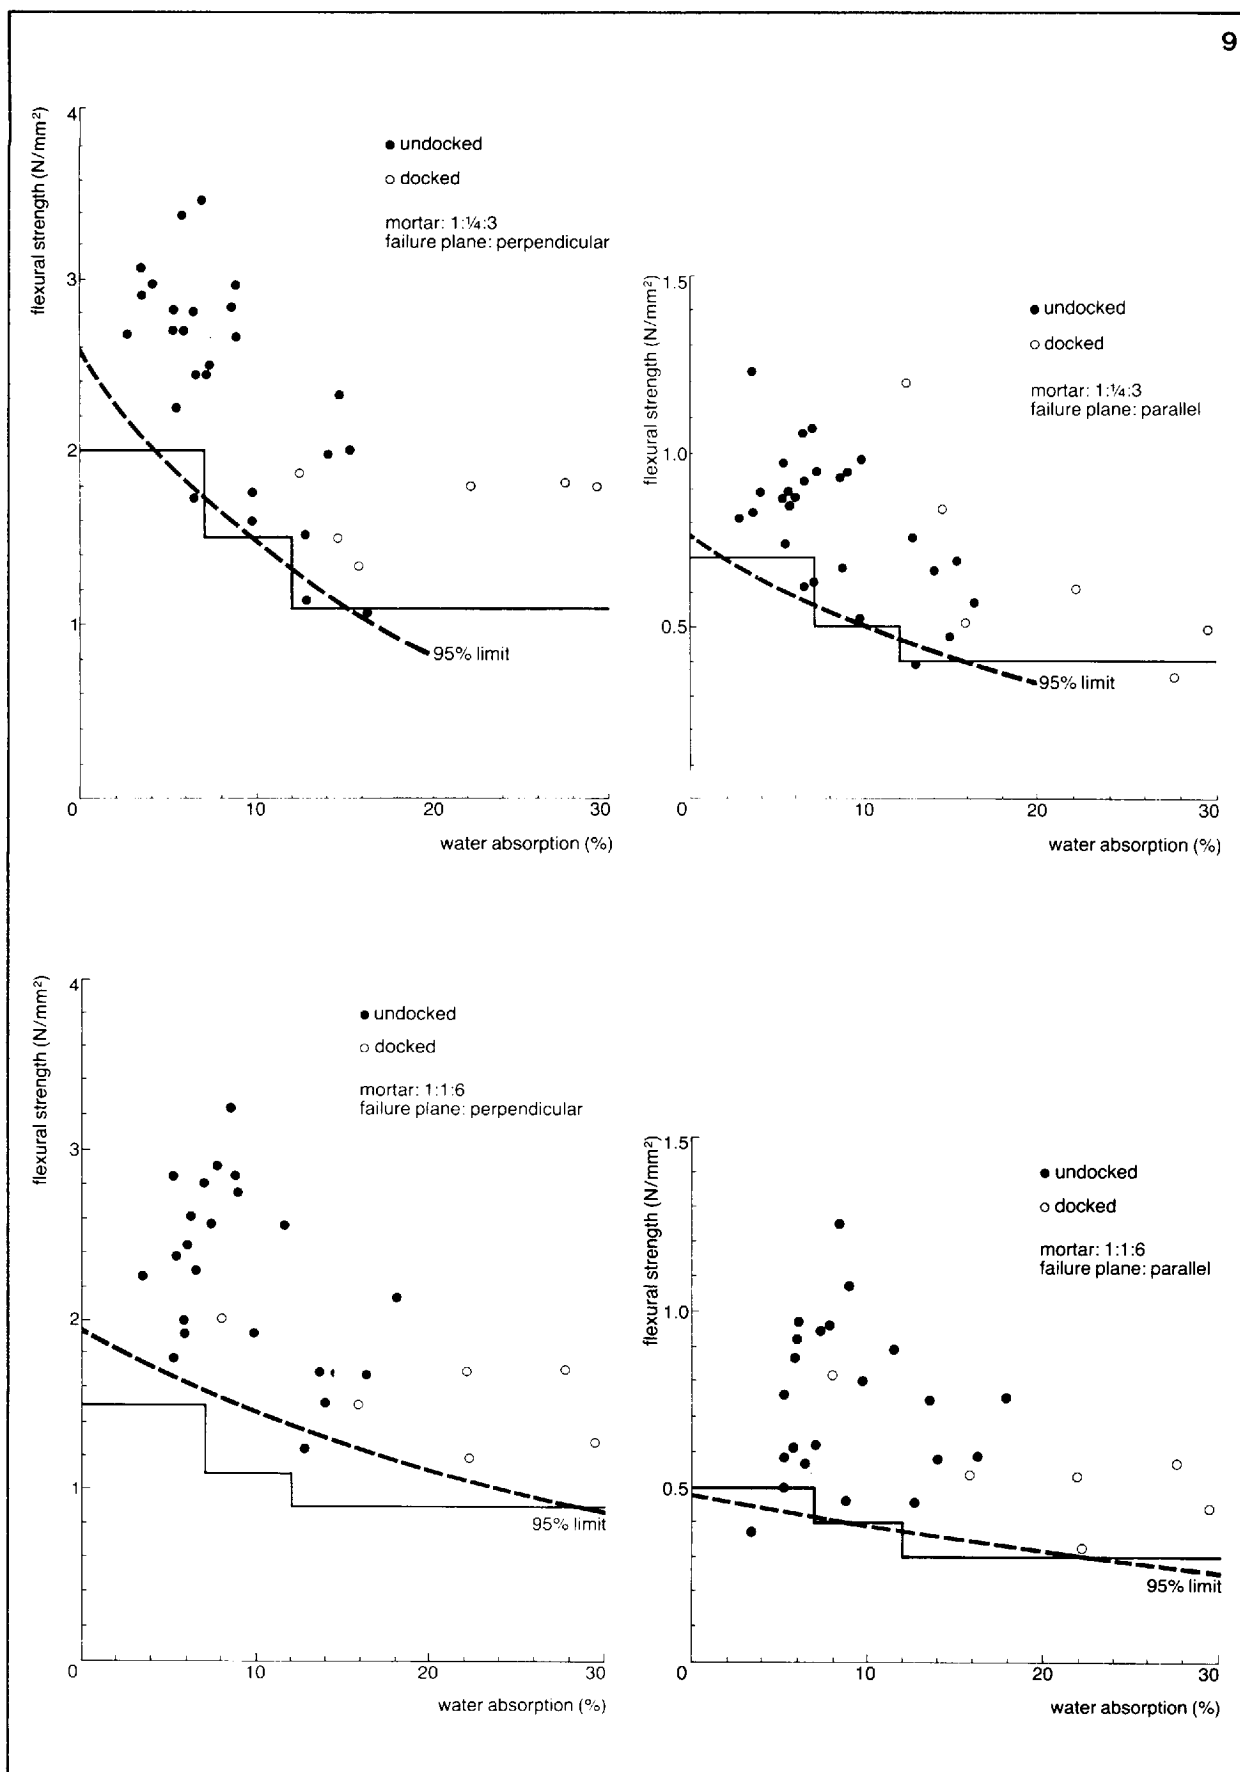 9
flexural strength (N/mm²)
4
3
2
1
0
10
20
30
water absorption (%)
● undocked
○ docked
mortar: 1:¼:3
failure plane: perpendicular
95% limit
flexural strength (N/mm²)
1.5
1.0
0.5
0
10
20
30
water absorption (%)
● undocked
○ docked
mortar: 1:¼:3
failure plane: parallel
95% limit
flexural strength (N/mm²)
4
3
2
1
0
10
20
30
water absorption (%)
● undocked
○ docked
mortar: 1:1:6
failure plane: perpendicular
95% limit
flexural strength (N/mm²)
1.5
1.0
0.5
0
10
20
30
water absorption (%)
● undocked
○ docked
mortar: 1:1:6
failure plane: parallel
95% limit